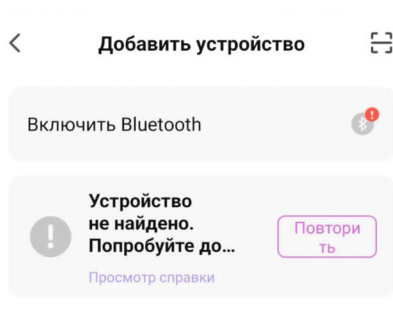 Добавить устройство
Включить Bluetooth
Устройство
не найдено.
Попробуйте до...
Повтори
ть
Просмотр справки